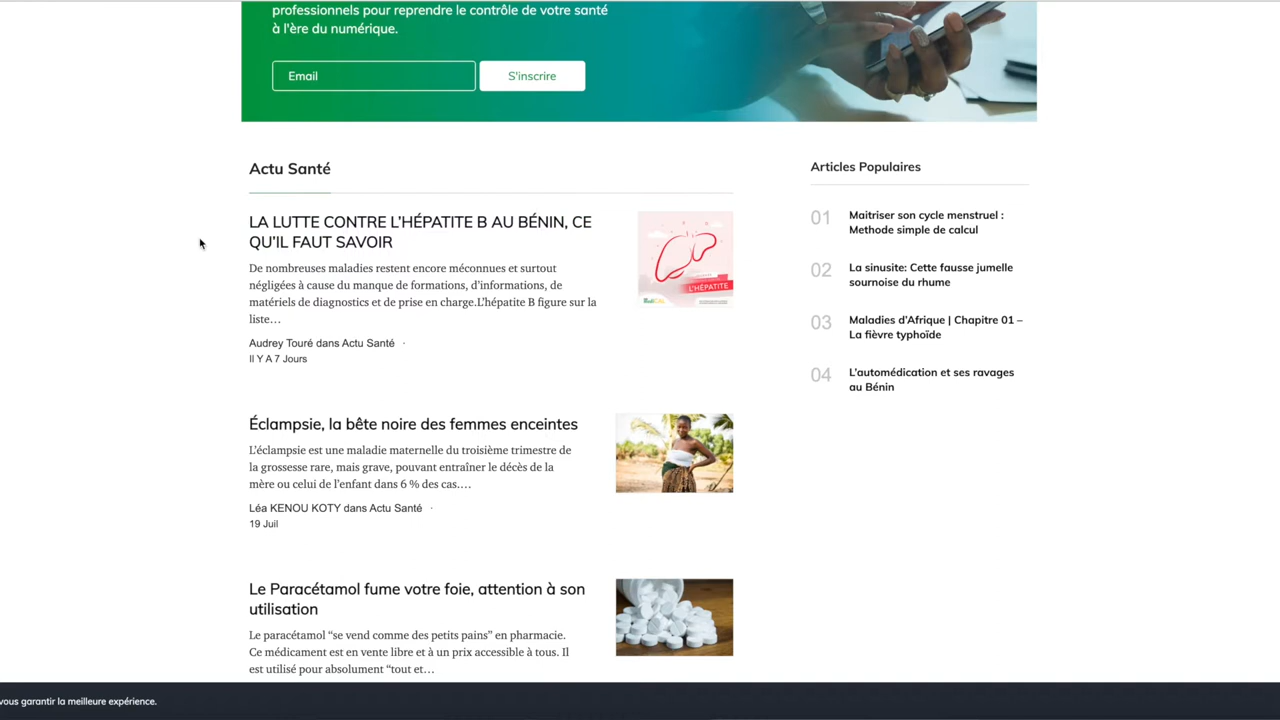 professionnels pour reprendre le contrôle de votre santé
à l'ère du numérique.
Email
S'inscrire
Actu Santé
LA LUTTE CONTRE L’HÉPATITE B AU BÉNIN, CE
QU’IL FAUT SAVOIR
De nombreuses maladies restent encore méconnues et surtout
négligées à cause du manque de formations, d’informations, de
matériels de diagnostics et de prise en charge.L’hépatite B figure sur la
liste…
Audrey Touré dans Actu Santé ·
Il Y A 7 Jours
L'HÉPATITE
Éclampsie, la bête noire des femmes enceintes
L’éclampsie est une maladie maternelle du troisième trimestre de
la grossesse rare, mais grave, pouvant entraîner le décès de la
mère ou celui de l’enfant dans 6 % des cas.…
Léa KENOU KOTY dans Actu Santé ·
19 Juil
Le Paracétamol fume votre foie, attention à son
utilisation
Le paracétamol “se vend comme des petits pains” en pharmacie.
Ce médicament est en vente libre et à un prix accessible à tous. Il
est utilisé pour absolument “tout et…
Articles Populaires
01 Maitriser son cycle menstruel :
Methode simple de calcul
02 La sinusite: Cette fausse jumelle
sournoise du rhume
03 Maladies d’Afrique | Chapitre 01 –
La fièvre typhoïde
04 L’automédication et ses ravages
au Bénin
vous garantir la meilleure expérience.